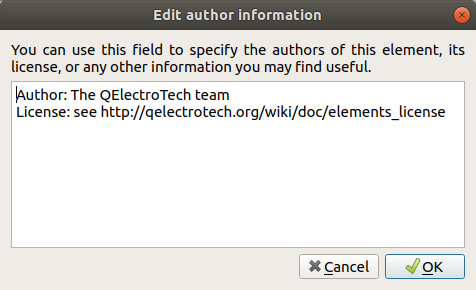 Edit author information
You can use this field to specify the authors of this element, its
license, or any other information you may find useful.
Author: The QElectroTech team
License: see http://qelectrotech.org/wiki/doc/elements_license
Cancel OK